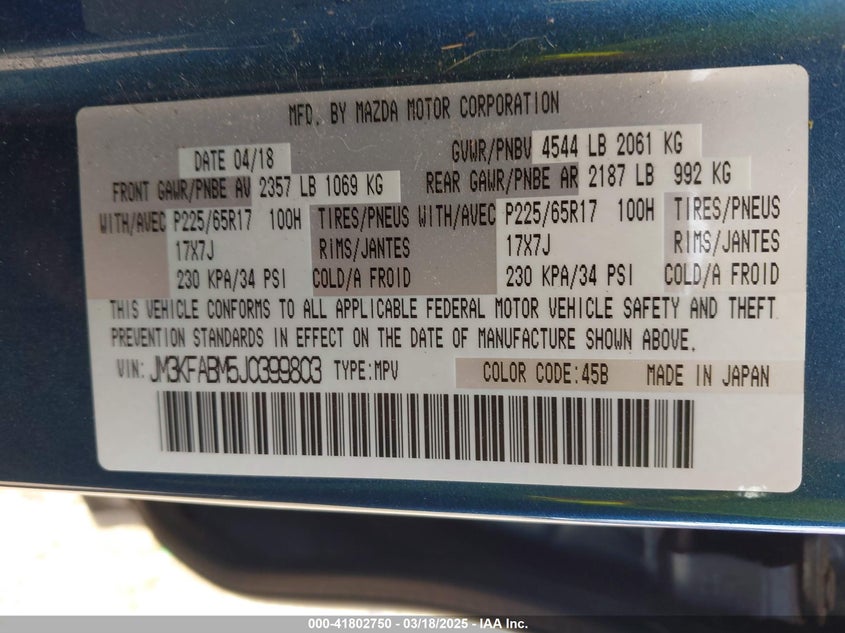 MFD. BY MAZDA MOTOR CORPORATION
DATE 04/18 GVWR/PNBV 4544 LB 2061 KG
FRONT GAWR/PNBE AV 2357 LB 1069 KG REAR GAWR/PNBE AR 2187 LB 992 KG
WITH/AVEC P225/65R17 100H TIRES/PNEUS WITH/AVEC P225/65R17 100H TIRES/PNEUS
17X7J RIMS/JANTES 17X7J RIMS/JANTES
230 KPA/34 PSI COLD/A FROID 230 KPA/34 PSI COLD/A FROID
THIS VEHICLE CONFORMS TO ALL APPLICABLE FEDERAL MOTOR VEHICLE SAFETY AND THEFT
PREVENTION STANDARDS IN EFFECT ON THE DATE OF MANUFACTURE SHOWN ABOVE.
VIN: JM3KFABM5J0399803 TYPE:MPV COLOR CODE:45B MADE IN JAPAN
000-41802750 - 03/18/2025 - IAA Inc.